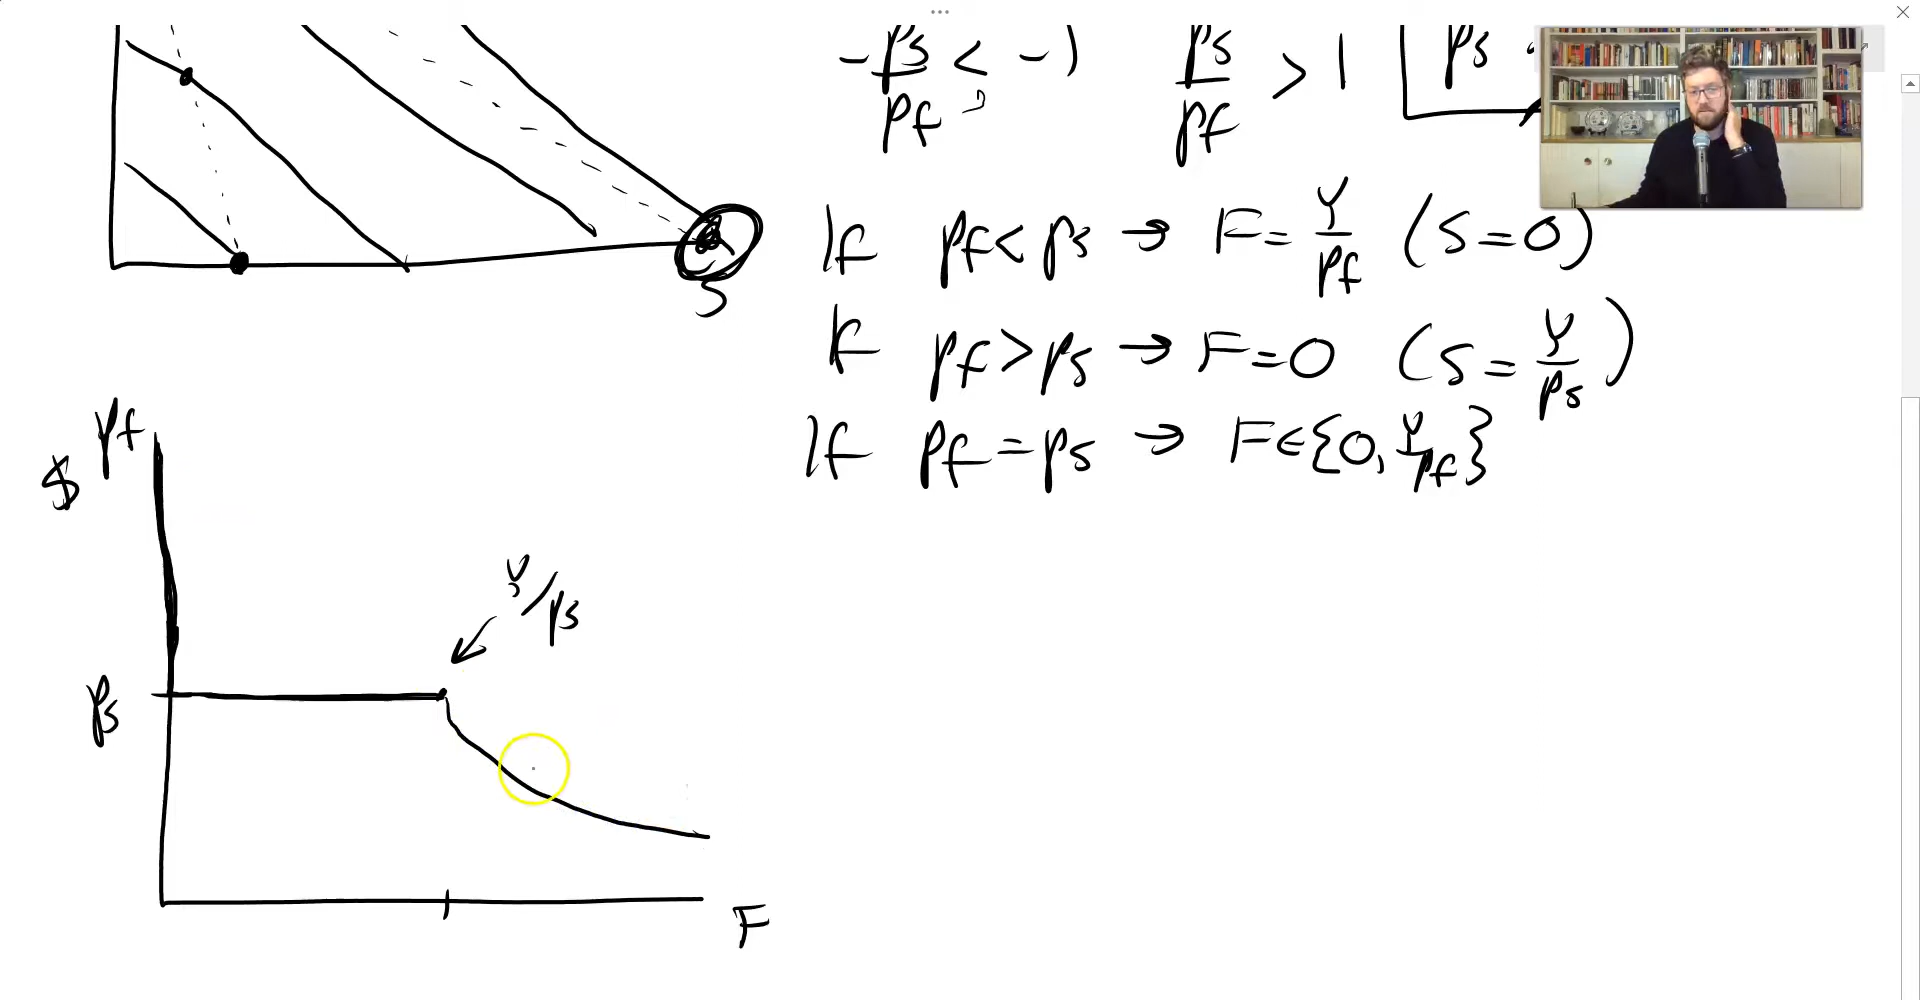 -ps/pf < -1 ps/pf > 1 ps
S
If pf < ps → F = Y/pf (S = 0)
If pf > ps → F = 0 (S = Y/ps)
If pf = ps → F ∈ {0, Y/pf}
pf
$
Y/ps
ps
F